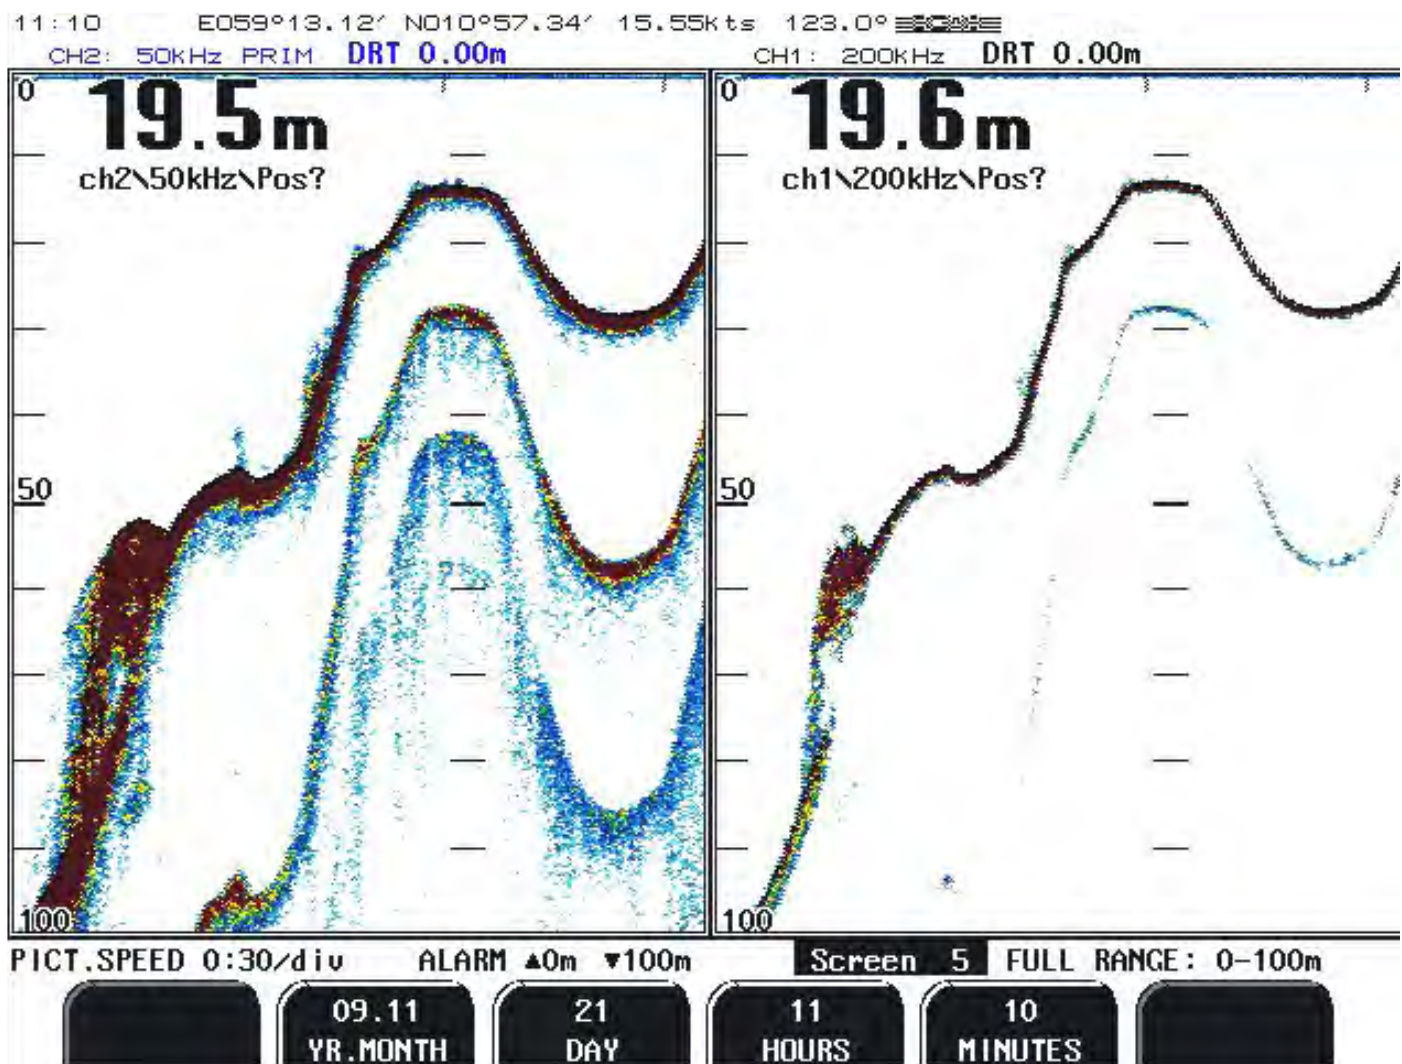 11:10 E059°13.12′ N010°57.34′ 15.55Kts 123.0°
CH2: 50kHz PRIM DRT 0.00m CH1: 200kHz DRT 0.00m
0 0
19.5m 19.6m
ch2\50kHz\Pos? ch1\200kHz\Pos?
50 50
100 100
PICT.SPEED 0:30/div ALARM ▲0m ▼100m Screen 5 FULL RANGE: 0-100m
09.11 21 11 10
YR.MONTH DAY HOURS MINUTES